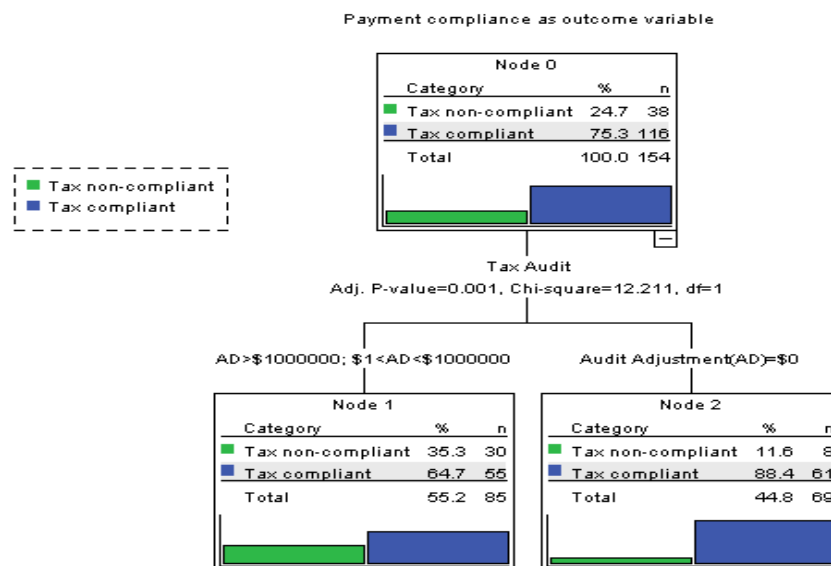 Payment compliance as outcome variable
Node 0
Category % n
Tax non-compliant 24.7 38
Tax compliant 75.3 116
Total 100.0 154
Tax non-compliant
Tax compliant
Tax Audit
Adj. P-value=0.001, Chi-square=12.211, df=1
AD>$1000000; $1<AD<$1000000
Audit Adjustment(AD)=$0
Node 1
Category % n
Tax non-compliant 35.3 30
Tax compliant 64.7 55
Total 55.2 85
Node 2
Category % n
Tax non-compliant 11.6 8
Tax compliant 88.4 61
Total 44.8 69